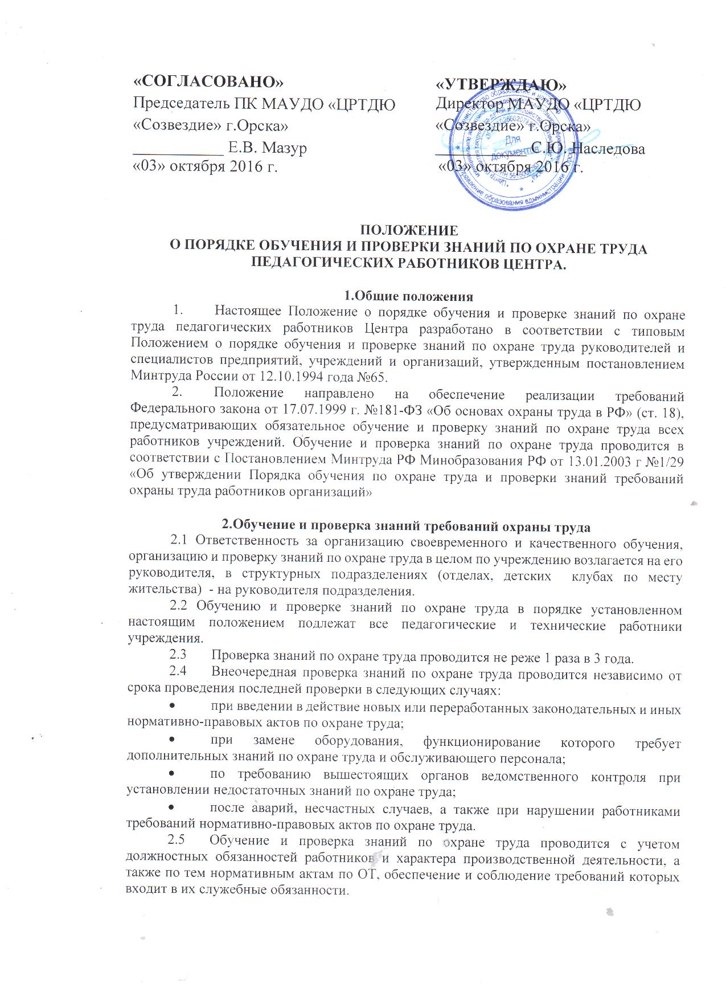 «СОГЛАСОВАНО»
Председатель ПК МАУДО «ЦРТДЮ
«Созвездие» г.Орска»
___________ Е.В. Мазур
«03» октября 2016 г.
«УТВЕРЖДАЮ»
Директор МАУДО «ЦРТДЮ
«Созвездие» г.Орска»
___________ С.Ю. Наследова
«03» октября 2016 г.
Для
документов
управление образования администрации г. Орска
ПОЛОЖЕНИЕ
О ПОРЯДКЕ ОБУЧЕНИЯ И ПРОВЕРКИ ЗНАНИЙ ПО ОХРАНЕ ТРУДА
ПЕДАГОГИЧЕСКИХ РАБОТНИКОВ ЦЕНТРА.
1.Общие положения
1. Настоящее Положение о порядке обучения и проверке знаний по охране
труда педагогических работников Центра разработано в соответствии с типовым
Положением о порядке обучения и проверке знаний по охране труда руководителей и
специалистов предприятий, учреждений и организаций, утвержденным постановлением
Минтруда России от 12.10.1994 года №65.
2. Положение направлено на обеспечение реализации требований
Федерального закона от 17.07.1999 г. №181-ФЗ «Об основах охраны труда в РФ» (ст. 18),
предусматривающих обязательное обучение и проверку знаний по охране труда всех
работников учреждений. Обучение и проверка знаний по охране труда проводится в
соответствии с Постановлением Минтруда РФ Минобразования РФ от 13.01.2003 г №1/29
«Об утверждении Порядка обучения по охране труда и проверки знаний требований
охраны труда работников организаций»
2.Обучение и проверка знаний требований охраны труда
2.1 Ответственность за организацию своевременного и качественного обучения,
организацию и проверку знаний по охране труда в целом по учреждению возлагается на его
руководителя, в структурных подразделениях (отделах, детских клубах по месту
жительства) - на руководителя подразделения.
2.2 Обучению и проверке знаний по охране труда в порядке установленном
настоящим положением подлежат все педагогические и технические работники
учреждения.
2.3 Проверка знаний по охране труда проводится не реже 1 раза в 3 года.
2.4 Внеочередная проверка знаний по охране труда проводится независимо от
срока проведения последней проверки в следующих случаях:
• при введении в действие новых или переработанных законодательных и иных
нормативно-правовых актов по охране труда;
• при замене оборудования, функционирование которого требует
дополнительных знаний по охране труда и обслуживающего персонала;
• по требованию вышестоящих органов ведомственного контроля при
установлении недостаточных знаний по охране труда;
• после аварий, несчастных случаев, а также при нарушении работниками
требований нормативно-правовых актов по охране труда.
2.5 Обучение и проверка знаний по охране труда проводится с учетом
должностных обязанностей работников и характера производственной деятельности, а
также по тем нормативным актам по ОТ, обеспечение и соблюдение требований которых
входит в их служебные обязанности.